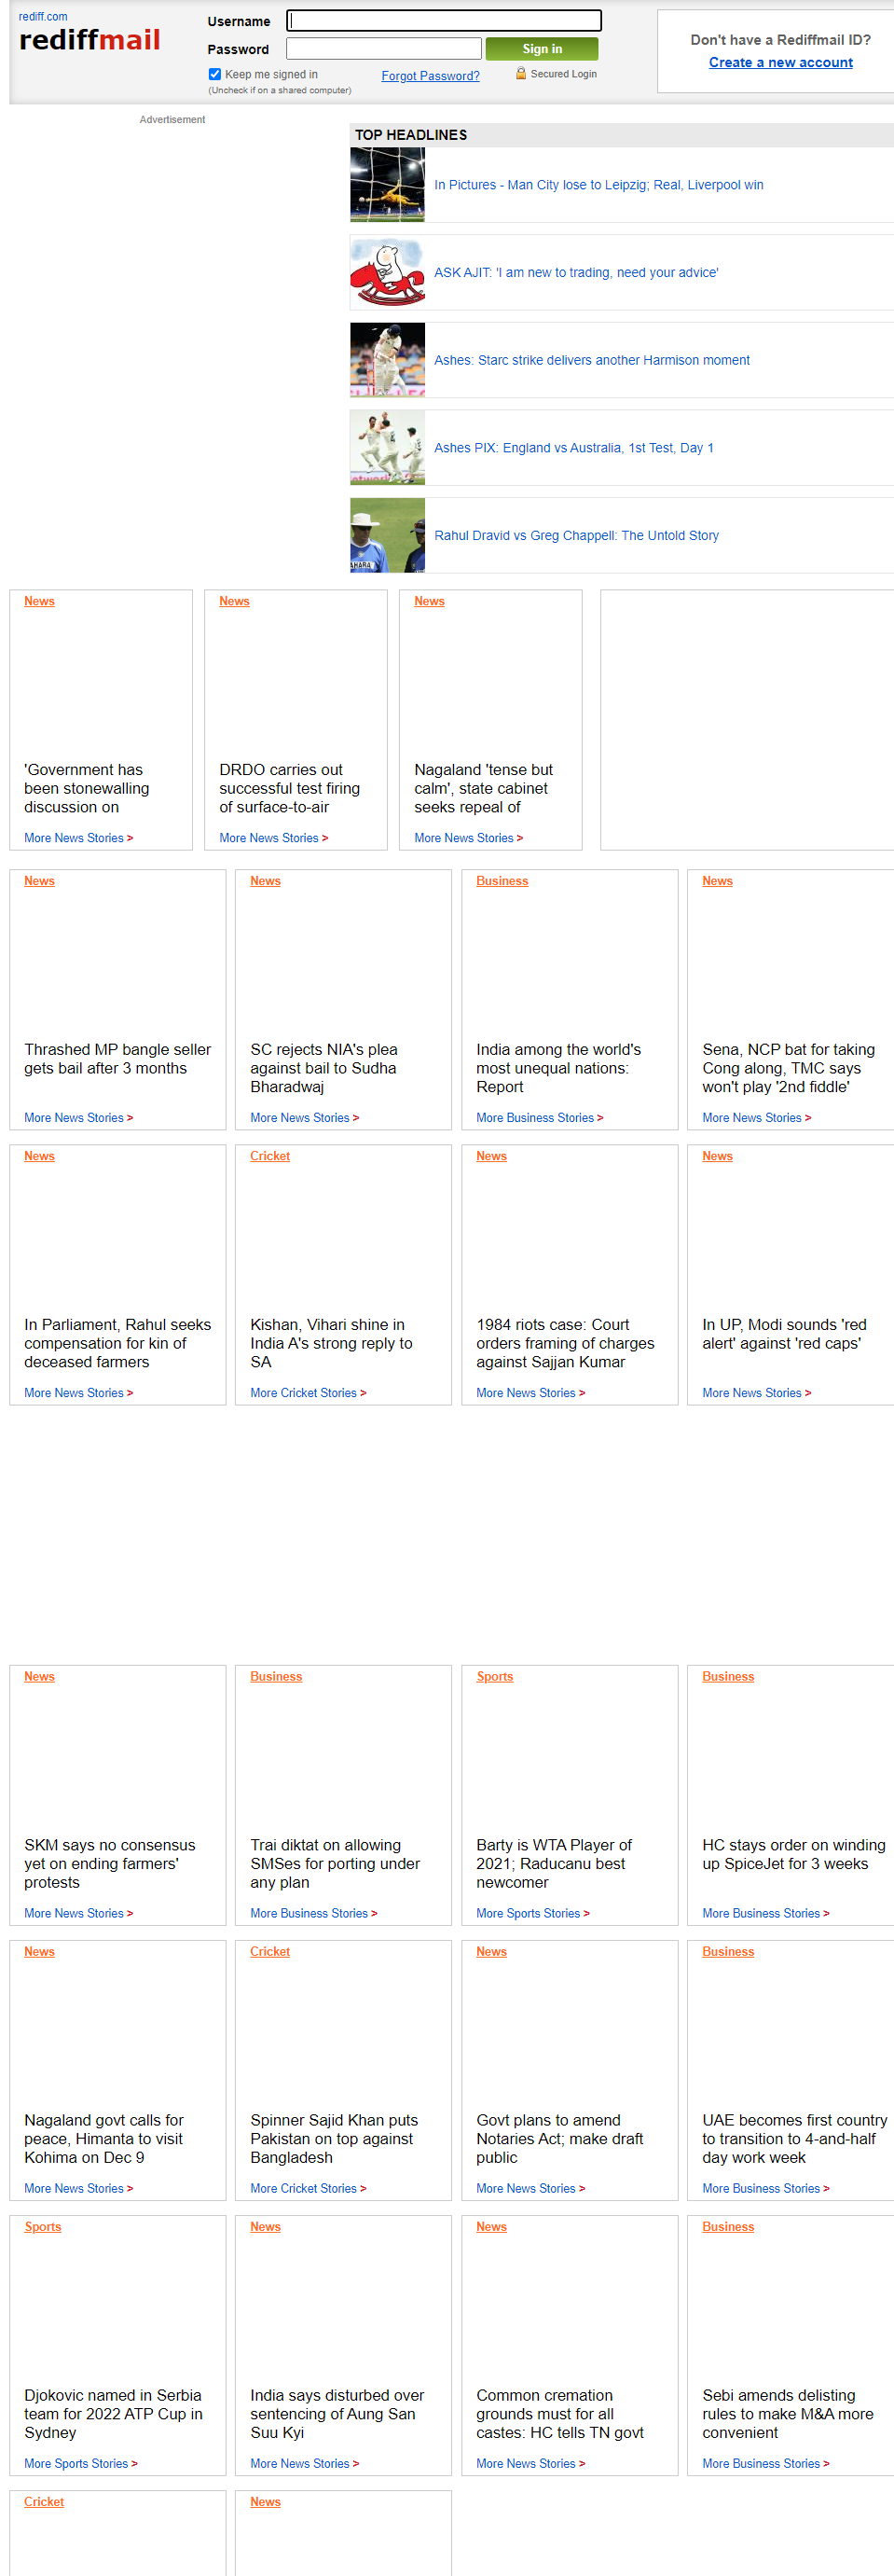 rediff.com
rediffmail
Username
Password
Sign in
Keep me signed in
Forgot Password?
Secured Login
(Uncheck if on a shared computer)
Don't have a Rediffmail ID?
Create a new account
Advertisement
TOP HEADLINES
In Pictures - Man City lose to Leipzig; Real, Liverpool win
ASK AJIT: 'I am new to trading, need your advice'
Ashes: Starc strike delivers another Harmison moment
Ashes PIX: England vs Australia, 1st Test, Day 1
Rahul Dravid vs Greg Chappell: The Untold Story
News
'Government has
been stonewalling
discussion on
More News Stories >
News
DRDO carries out
successful test firing
of surface-to-air
More News Stories >
News
Nagaland 'tense but
calm', state cabinet
seeks repeal of
More News Stories >
News
Thrashed MP bangle seller
gets bail after 3 months
More News Stories >
News
SC rejects NIA's plea
against bail to Sudha
Bharadwaj
More News Stories >
Business
India among the world's
most unequal nations:
Report
More Business Stories >
News
Sena, NCP bat for taking
Cong along, TMC says
won't play '2nd fiddle'
More News Stories >
News
In Parliament, Rahul seeks
compensation for kin of
deceased farmers
More News Stories >
Cricket
Kishan, Vihari shine in
India A's strong reply to
SA
More Cricket Stories >
News
1984 riots case: Court
orders framing of charges
against Sajjan Kumar
More News Stories >
News
In UP, Modi sounds 'red
alert' against 'red caps'
More News Stories >
News
SKM says no consensus
yet on ending farmers'
protests
More News Stories >
Business
Trai diktat on allowing
SMSes for porting under
any plan
More Business Stories >
Sports
Barty is WTA Player of
2021; Raducanu best
newcomer
More Sports Stories >
Business
HC stays order on winding
up SpiceJet for 3 weeks
More Business Stories >
News
Nagaland govt calls for
peace, Himanta to visit
Kohima on Dec 9
More News Stories >
Cricket
Spinner Sajid Khan puts
Pakistan on top against
Bangladesh
More Cricket Stories >
News
Govt plans to amend
Notaries Act; make draft
public
More News Stories >
Business
UAE becomes first country
to transition to 4-and-half
day work week
More Business Stories >
Sports
Djokovic named in Serbia
team for 2022 ATP Cup in
Sydney
More Sports Stories >
News
India says disturbed over
sentencing of Aung San
Suu Kyi
More News Stories >
News
Common cremation
grounds must for all
castes: HC tells TN govt
More News Stories >
Business
Sebi amends delisting
rules to make M&A more
convenient
More Business Stories >
Cricket
News